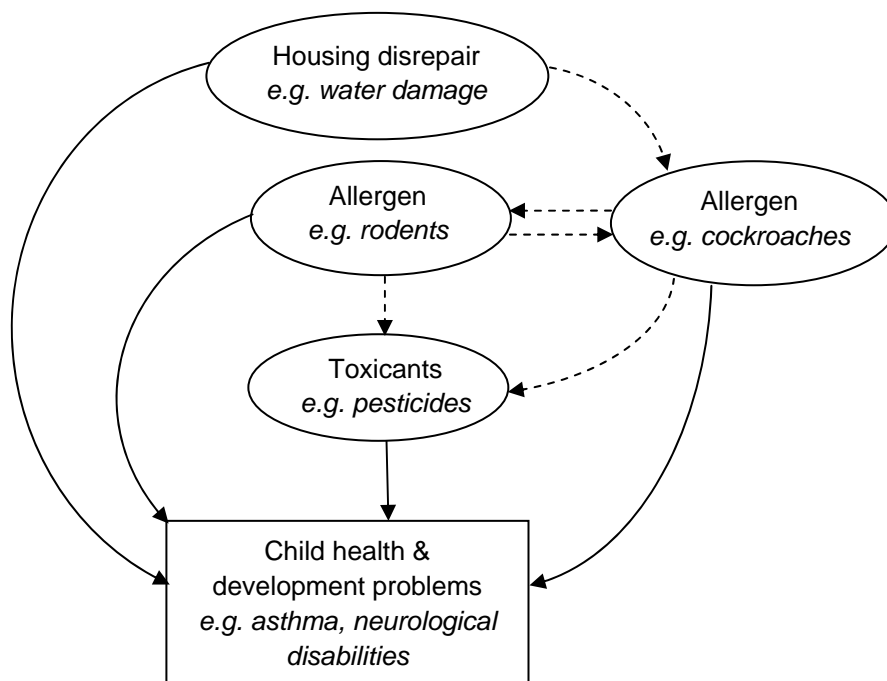 Housing disrepair
e.g. water damage
Allergen
e.g. rodents
Allergen
e.g. cockroaches
Toxicants
e.g. pesticides
Child health &
development problems
e.g. asthma, neurological
disabilities